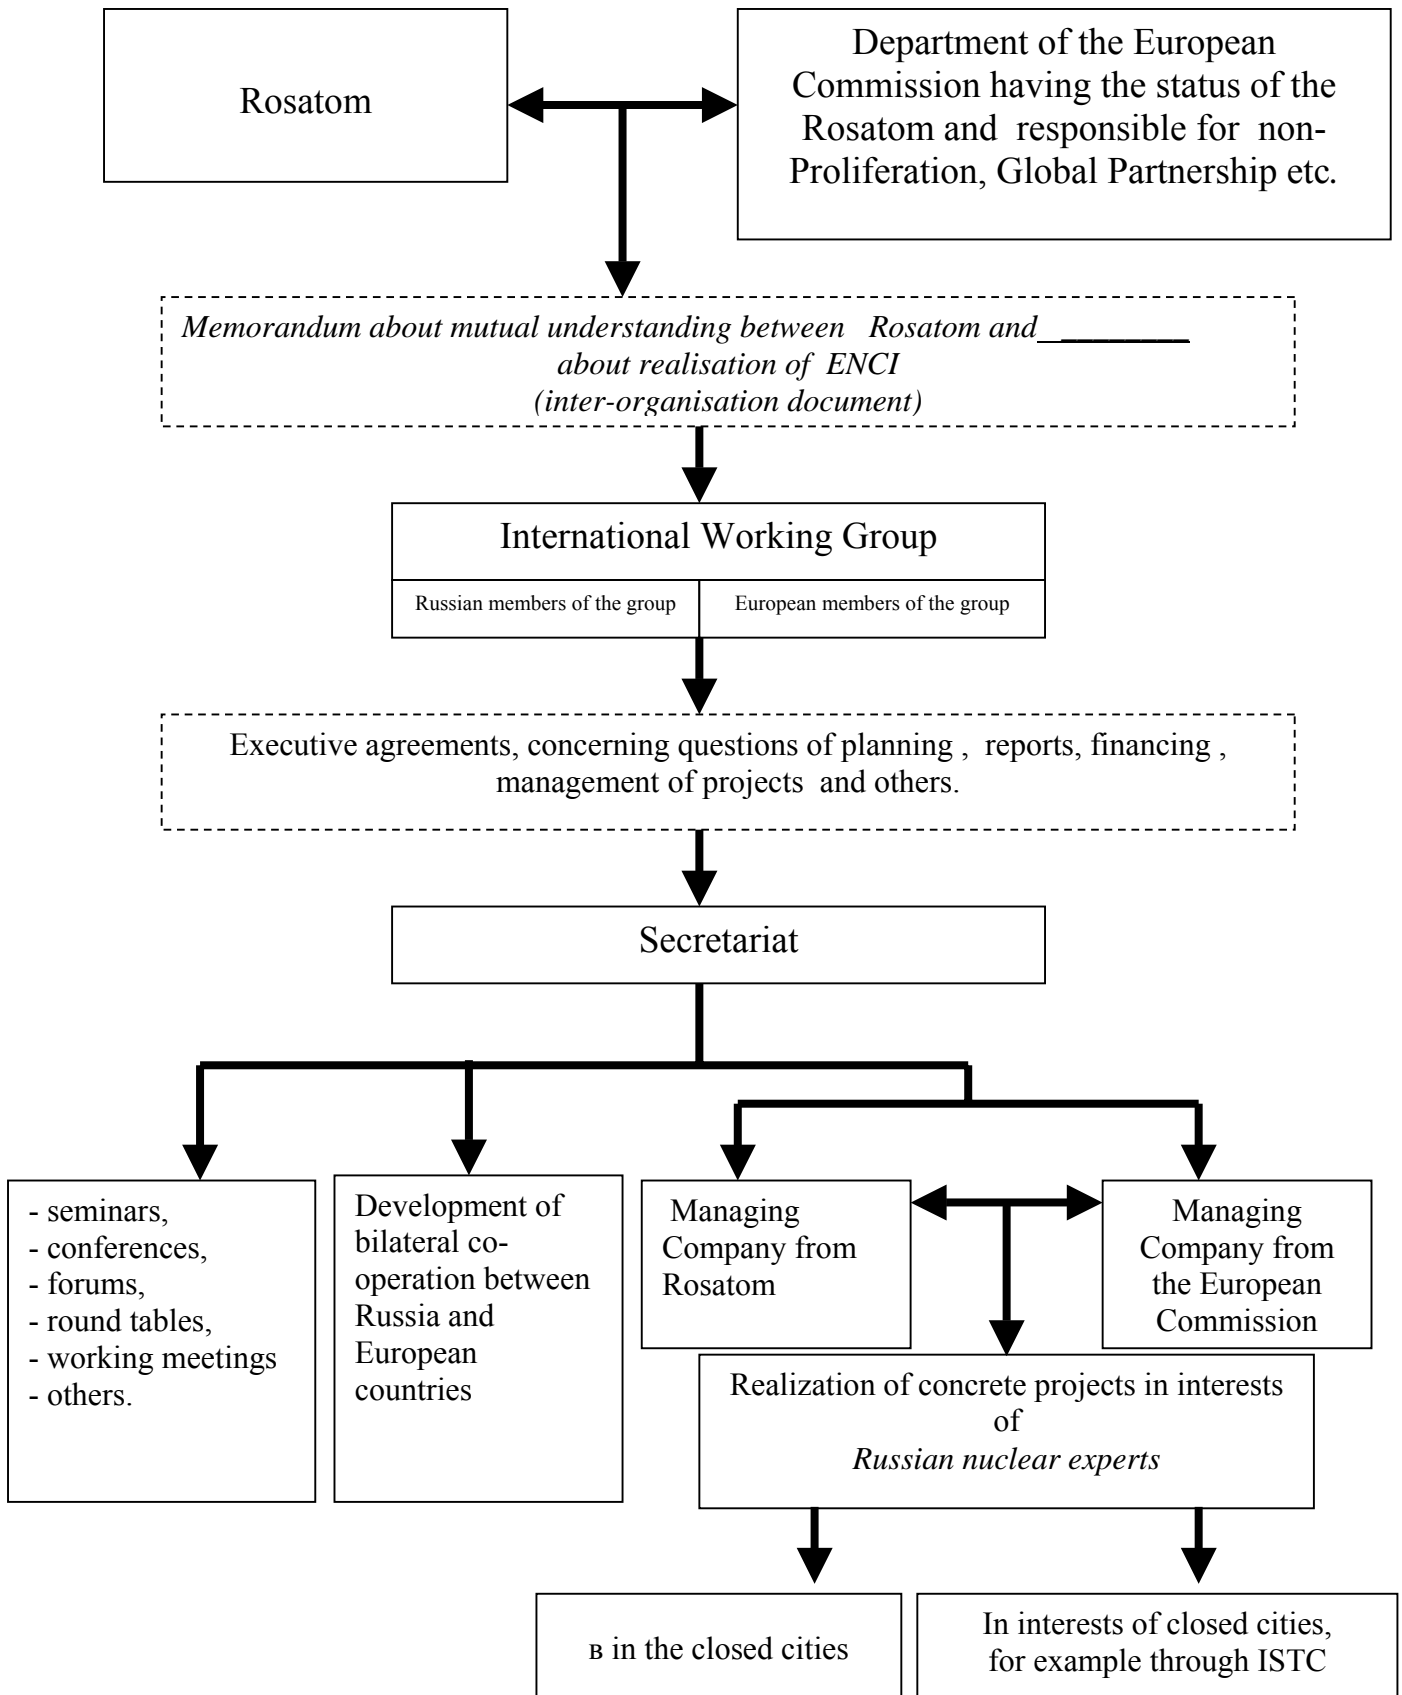 Rosatom
Department of the European
Commission having the status of the
Rosatom and responsible for non-
Proliferation, Global Partnership etc.
Memorandum about mutual understanding between Rosatom and__________
about realisation of ENCI
(inter-organisation document)
International Working Group
Russian members of the group
European members of the group
Executive agreements, concerning questions of planning , reports, financing ,
management of projects and others.
Secretariat
- seminars,
- conferences,
- forums,
- round tables,
- working meetings
- others.
Development of
bilateral co-
operation between
Russia and
European
countries
Managing
Company from
Rosatom
Managing
Company from
the European
Commission
Realization of concrete projects in interests
of
Russian nuclear experts
в in the closed cities
In interests of closed cities,
for example through ISTC